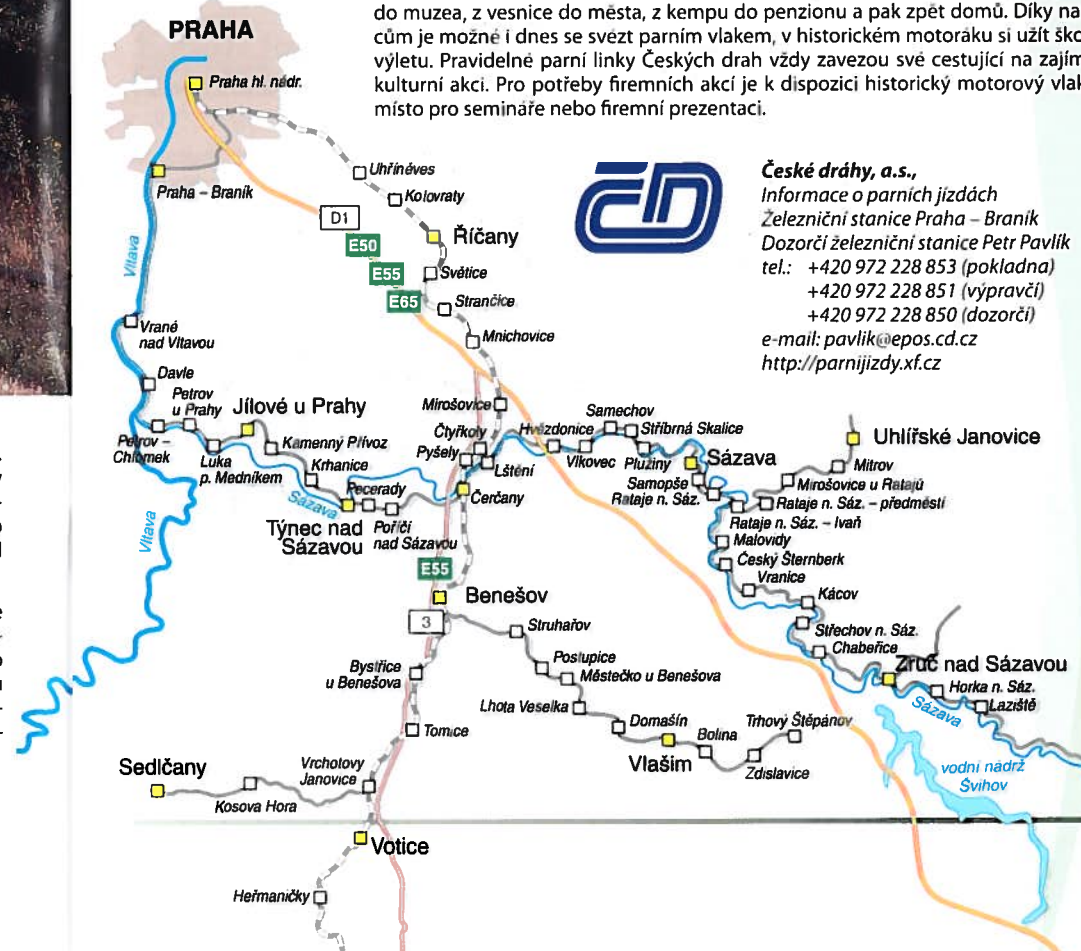 do muzea, z vesnice do města, z kempu do penzionu a pak zpět domů. Díky na
cům je možné i dnes se svézt parním vlakem, v historickém motoráku si užít ško
výletu. Pravidelné parní linky Českých drah vždy zavezou své cestující na zajím
kulturní akci. Pro potřeby firemních akcí je k dispozici historický motorový vlak
místo pro semináře nebo firemní prezentaci.
PRAHA
Praha hl. nádr.
Praha – Braník
Uhříněves
Kolovraty
D1
Říčany
E50
E55
E65
Světice
Strančice
Mnichovice
ČD
České dráhy, a.s.,
Informace o parních jízdách
Železniční stanice Praha – Braník
Dozorčí železniční stanice Petr Pavlík
tel.: +420 972 228 853 (pokladna)
+420 972 228 851 (výpravčí)
+420 972 228 850 (dozorčí)
e-mail: pavlik@epos.cd.cz
http://parnijizdy.xf.cz
Vltava
Vrané
nad Vltavou
Davle
Petrov
u Prahy
Jílové u Prahy
Petrov –
Chlomek
Luka
p. Medníkem
Kamenný Přívoz
Krhanice
Sázava
Pecerady
Týnec nad
Sázavou
Poříčí
nad Sázavou
Vltava
Mirošovice
Čtyřkoly
Pyšely
Lštění
Čerčany
Hvězdonice
Vlkovec
Samechov
Stříbrná Skalice
Plužiny
Sázava
Samopše
Rataje n. Sáz.
Uhlířské Janovice
Mitrov
Mirošovice u Ratajů
Rataje n. Sáz. – předměstí
Rataje n. Sáz. – Ivaň
Malovidy
Český Šternberk
Vranice
Kácov
Střechov n. Sáz.
Chabeřice
Zruč nad Sázavou
Horka n. Sáz.
Laziště
Sázava
E55
Benešov
3
Struhařov
Postupice
Městečko u Benešova
Lhota Veselka
Domašín
Vlašim
Bolina
Trhový Štěpánov
Zdislavice
Bystřice
u Benešova
Tomice
Vrchotovy
Janovice
Sedlčany
Kosova Hora
Votice
Heřmaničky
vodní nádrž
Švihov